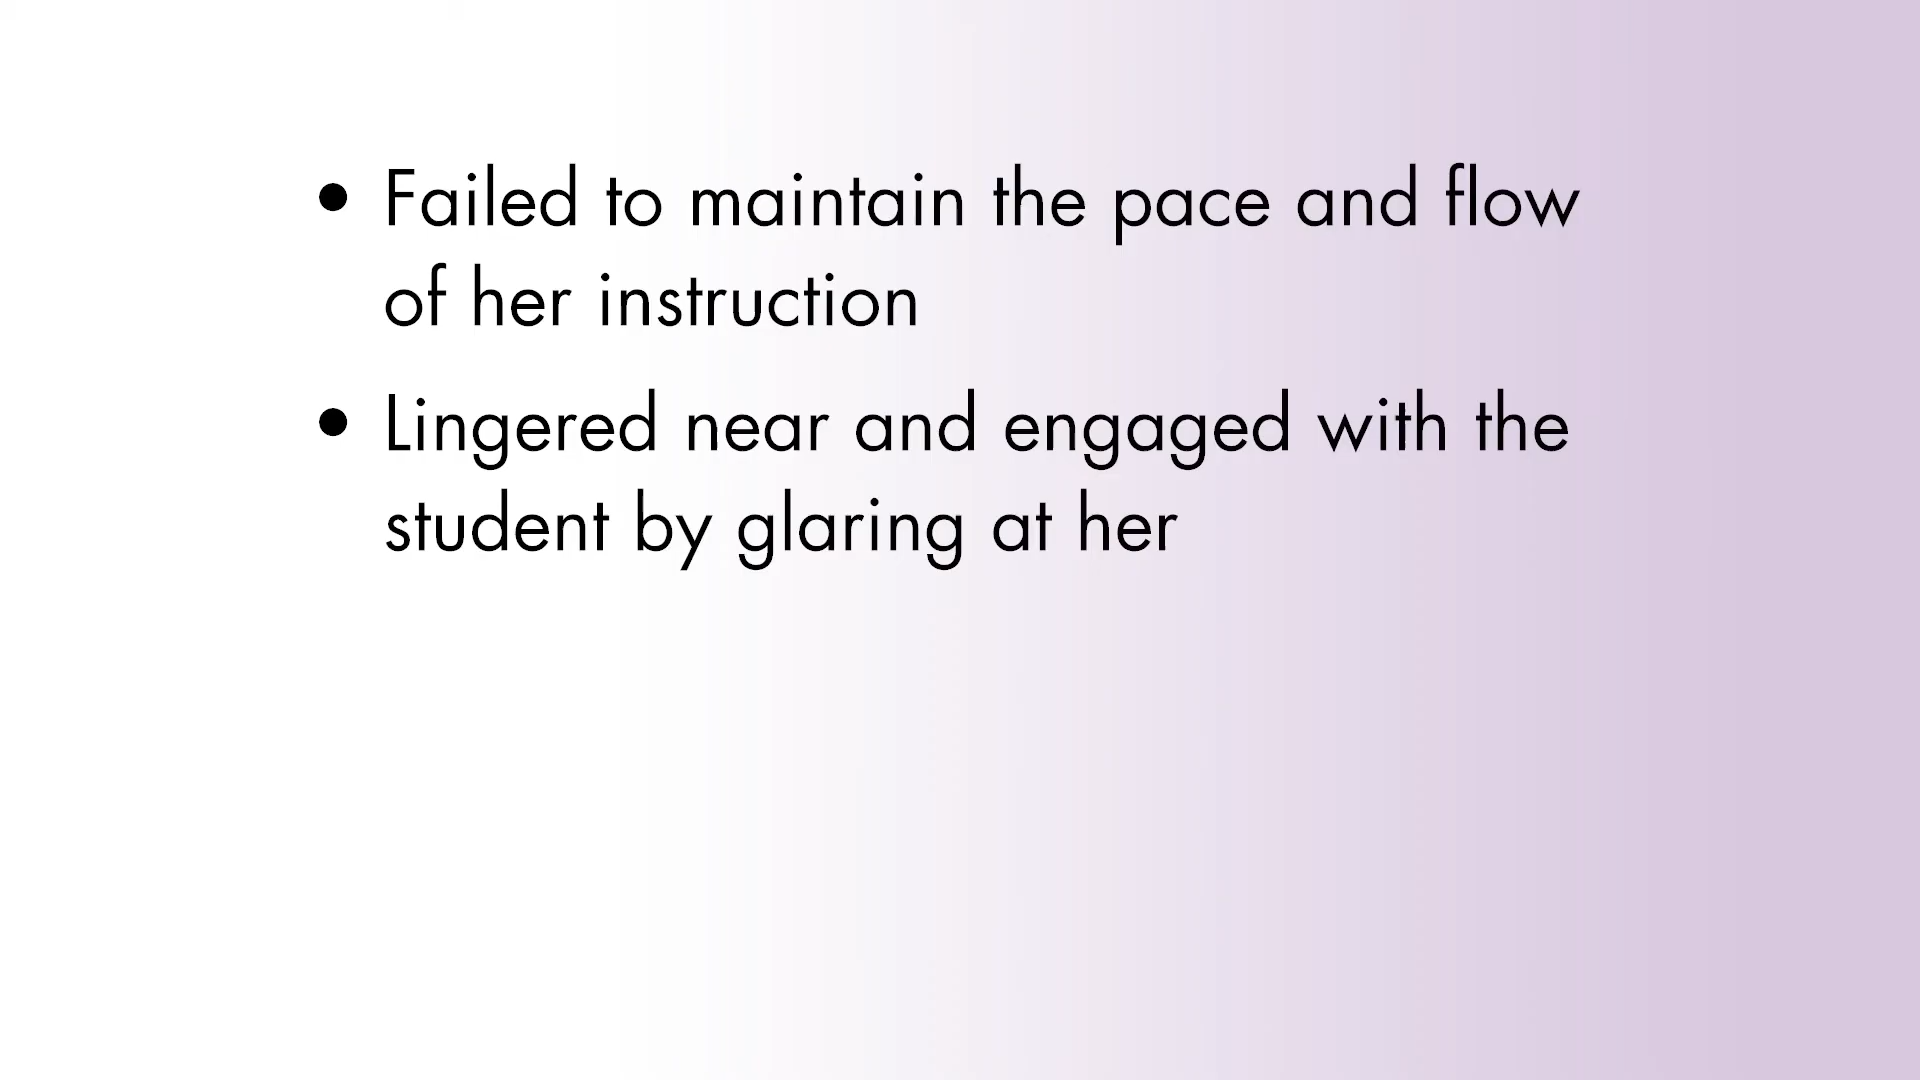 • Failed to maintain the pace and flow
of her instruction
• Lingered near and engaged with the
student by glaring at her